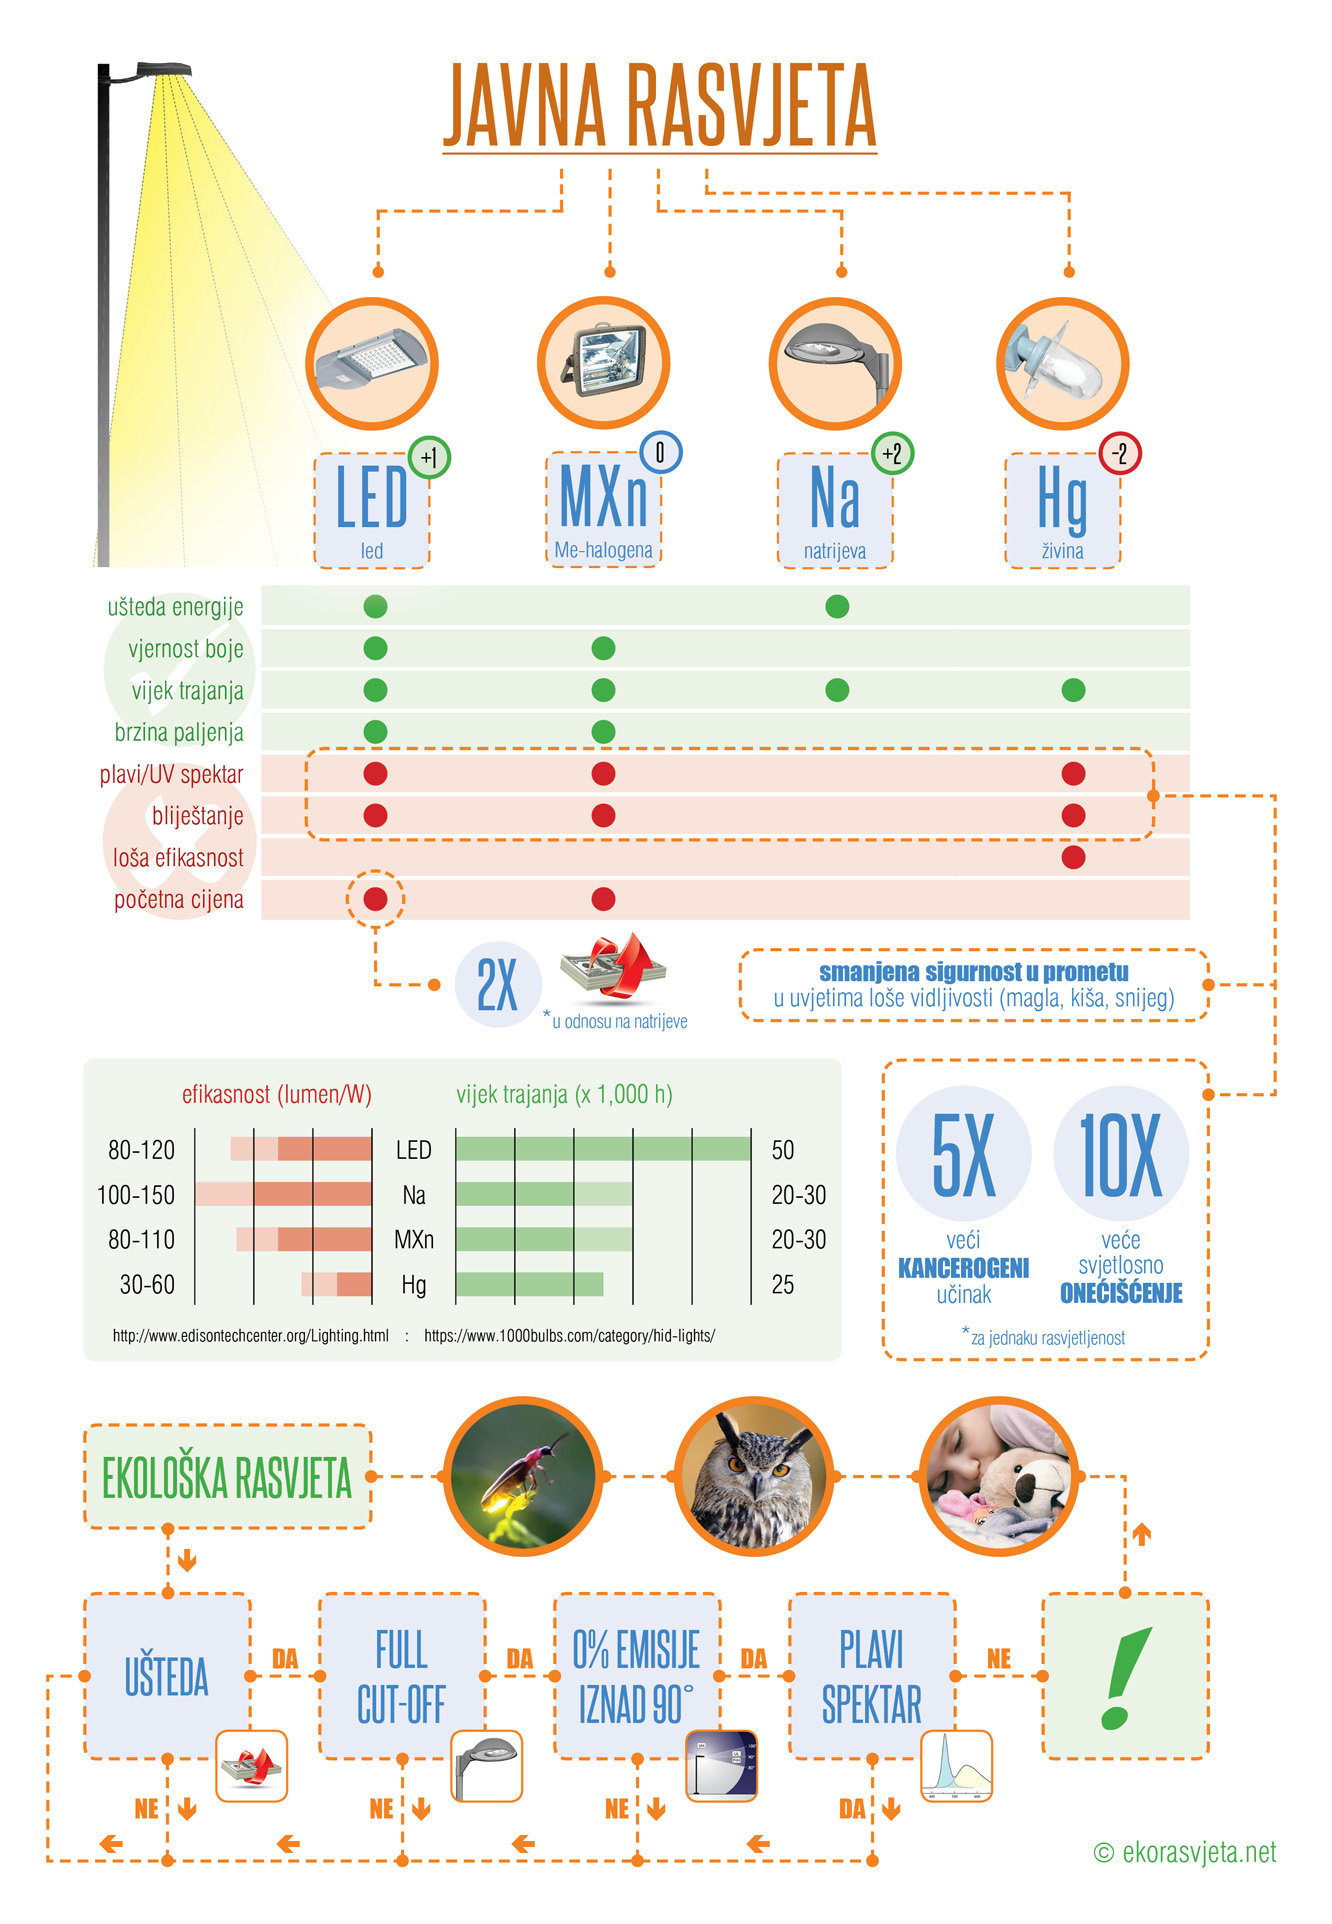 JAVNA RASVJETA
+1
0
+2
-2
LED
led
MXn
Me-halogena
Na
natrijeva
Hg
živina
ušteda energije
vjernost boje
vijek trajanja
brzina paljenja
plavi/UV spektar
bliještanje
loša efikasnost
početna cijena
2X
*u odnosu na natrijeve
smanjena sigurnost u prometu
u uvjetima loše vidljivosti (magla, kiša, snijeg)
efikasnost (lumen/W)
vijek trajanja (x 1,000 h)
80-120 LED 50
100-150 Na 20-30
80-110 MXn 20-30
30-60 Hg 25
http://www.edisontechcenter.org/Lighting.html : https://www.1000bulbs.com/category/hid-lights/
5X
veći
KANCEROGENI
učinak
10X
veće
svjetlosno
ONEĆIŠĆENJE
*za jednaku rasvjetljenost
EKOLOŠKA RASVJETA
UŠTEDA
DA
FULL
CUT-OFF
DA
0% EMISIJE
IZNAD 90°
DA
PLAVI
SPEKTAR
NE
!
NE
NE
NE
DA
© ekorasvjeta.net